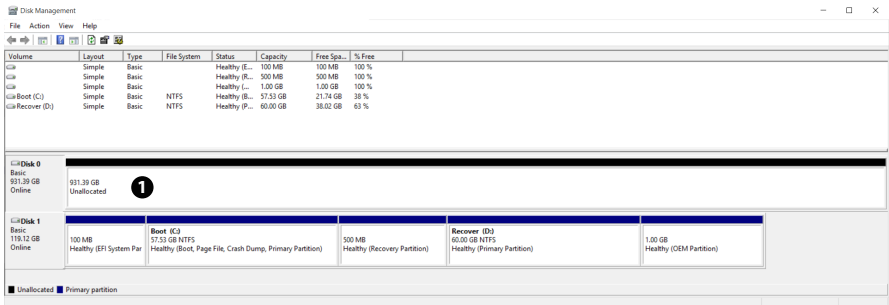 Disk Management
File Action View Help
Volume Layout Type File System Status Capacity Free Spa... % Free
Simple Basic Healthy (E... 100 MB 100 MB 100 %
Simple Basic Healthy (R... 500 MB 500 MB 100 %
Simple Basic Healthy (... 1.00 GB 1.00 GB 100 %
Boot (C:) Simple Basic NTFS Healthy (B... 57.53 GB 21.74 GB 38 %
Recover (D:) Simple Basic NTFS Healthy (P... 60.00 GB 38.02 GB 63 %
Disk 0
Basic
931.39 GB
Online
931.39 GB
Unallocated
1
Disk 1
Basic
119.12 GB
Online
100 MB
Healthy (EFI System Par
Boot (C:)
57.53 GB NTFS
Healthy (Boot, Page File, Crash Dump, Primary Partition)
500 MB
Healthy (Recovery Partition)
Recover (D:)
60.00 GB NTFS
Healthy (Primary Partition)
1.00 GB
Healthy (OEM Partition)
Unallocated Primary partition